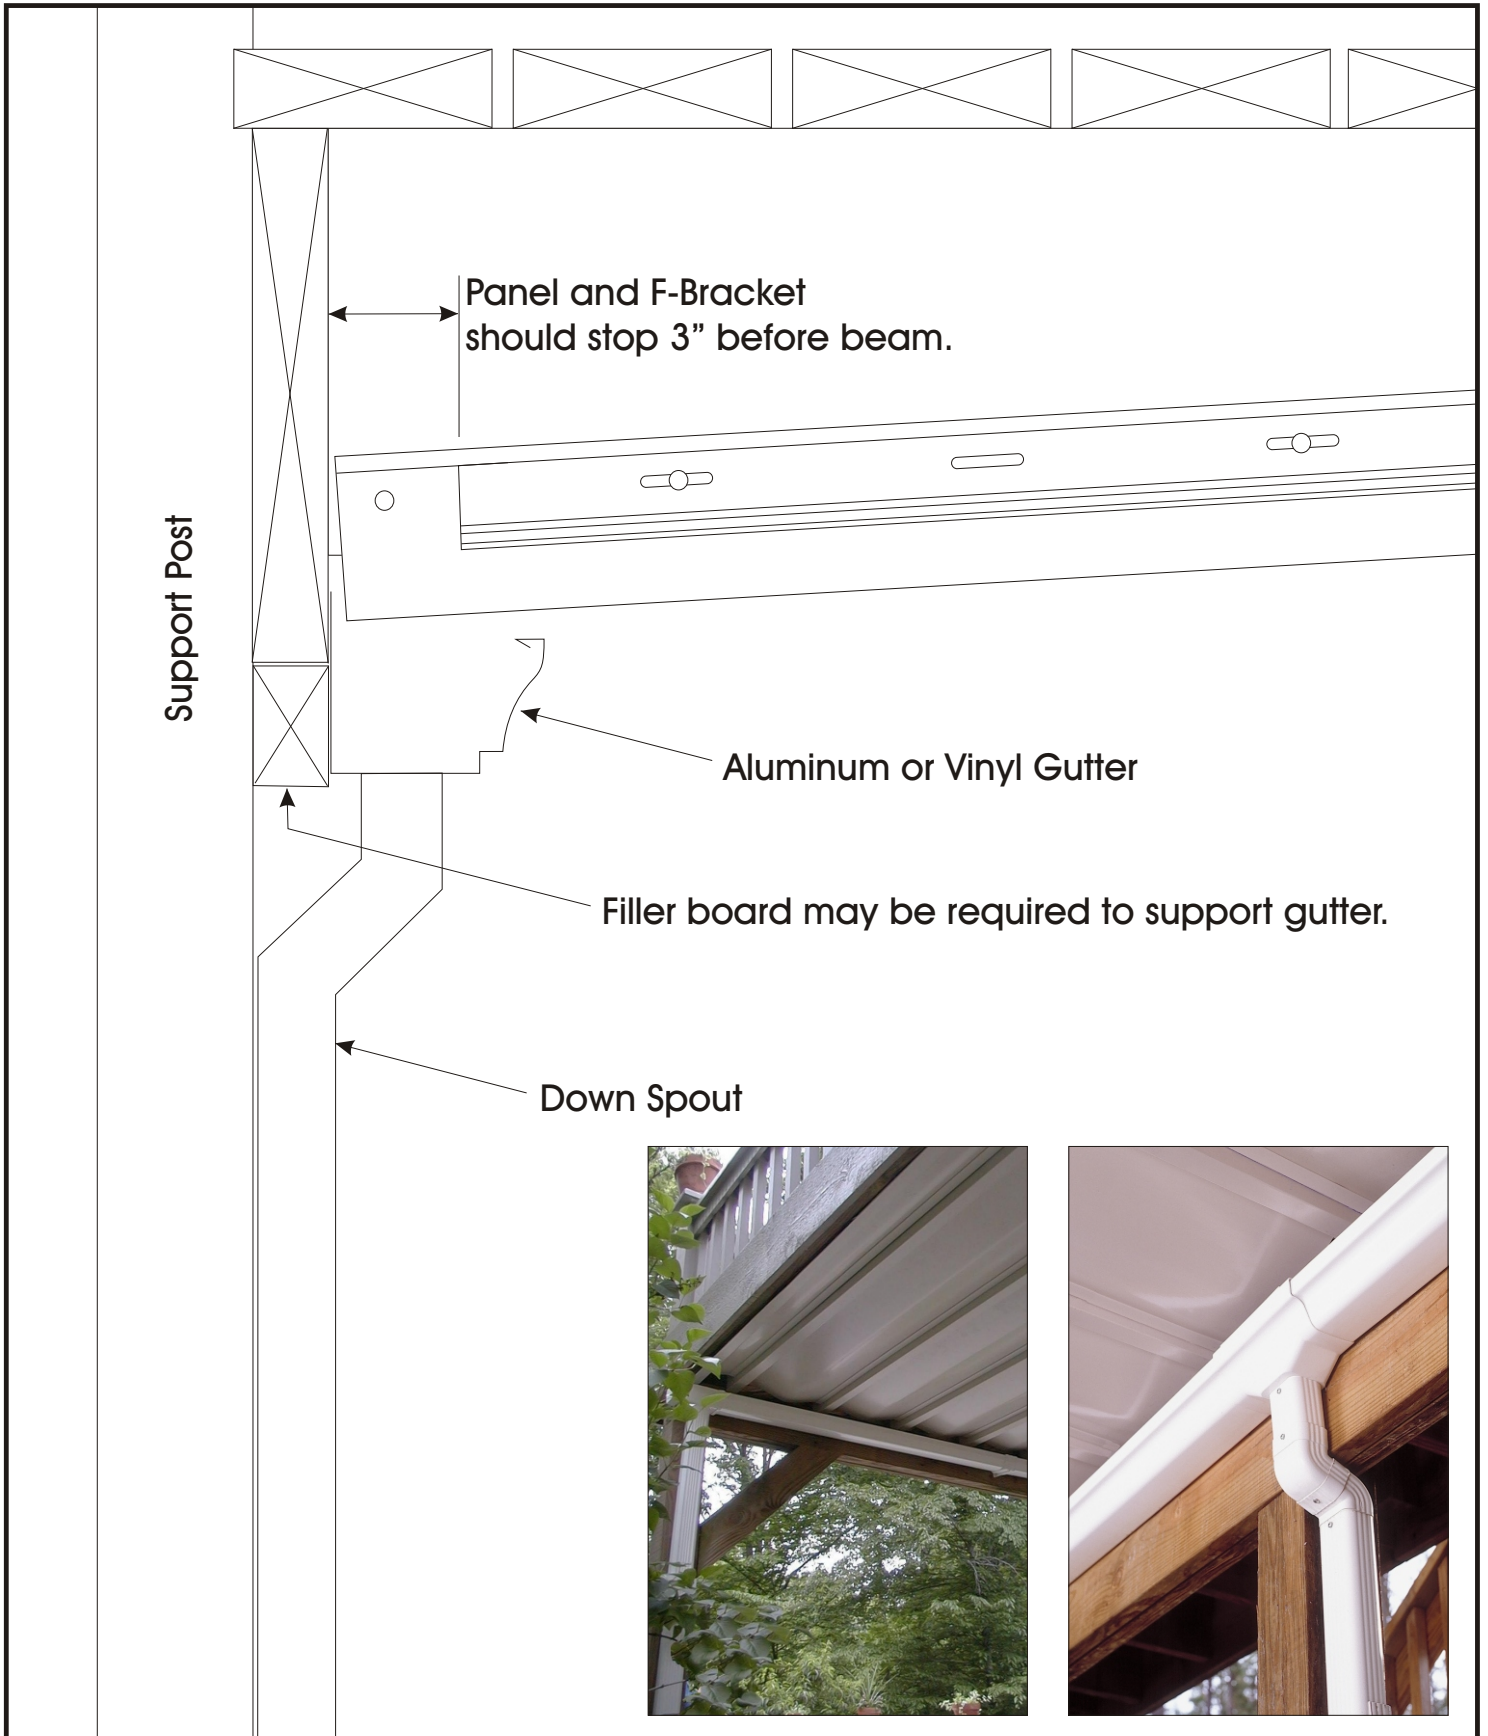 Panel and F-Bracket
should stop 3” before beam.
Support Post
Aluminum or Vinyl Gutter
Filler board may be required to support gutter.
Down Spout